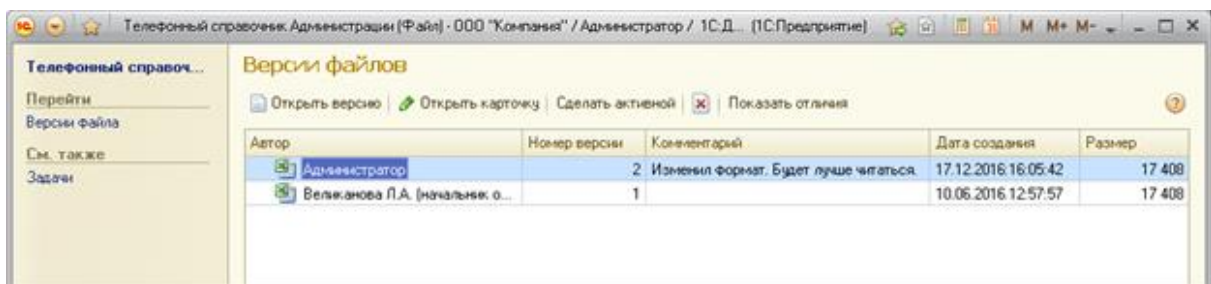 1С Телефонный справочник Администрации (Файл) - ООО "Компания" / Администратор / 1С:Д... (1С:Предприятие) 31 M M+ M-
Телефонный справоч...
Перейти
Версии файла
См. также
Задачи
Версии файлов
Открыть версию Открыть карточку Сделать активной Показать отличия ?
Автор Номер версии Комментарий Дата создания Размер
Администратор 2 Изменил формат. Будет лучше читаться. 17.12.2016 16:05:42 17 408
Великанова Л.А. (начальник о... 1 10.06.2016 12:57:57 17 408